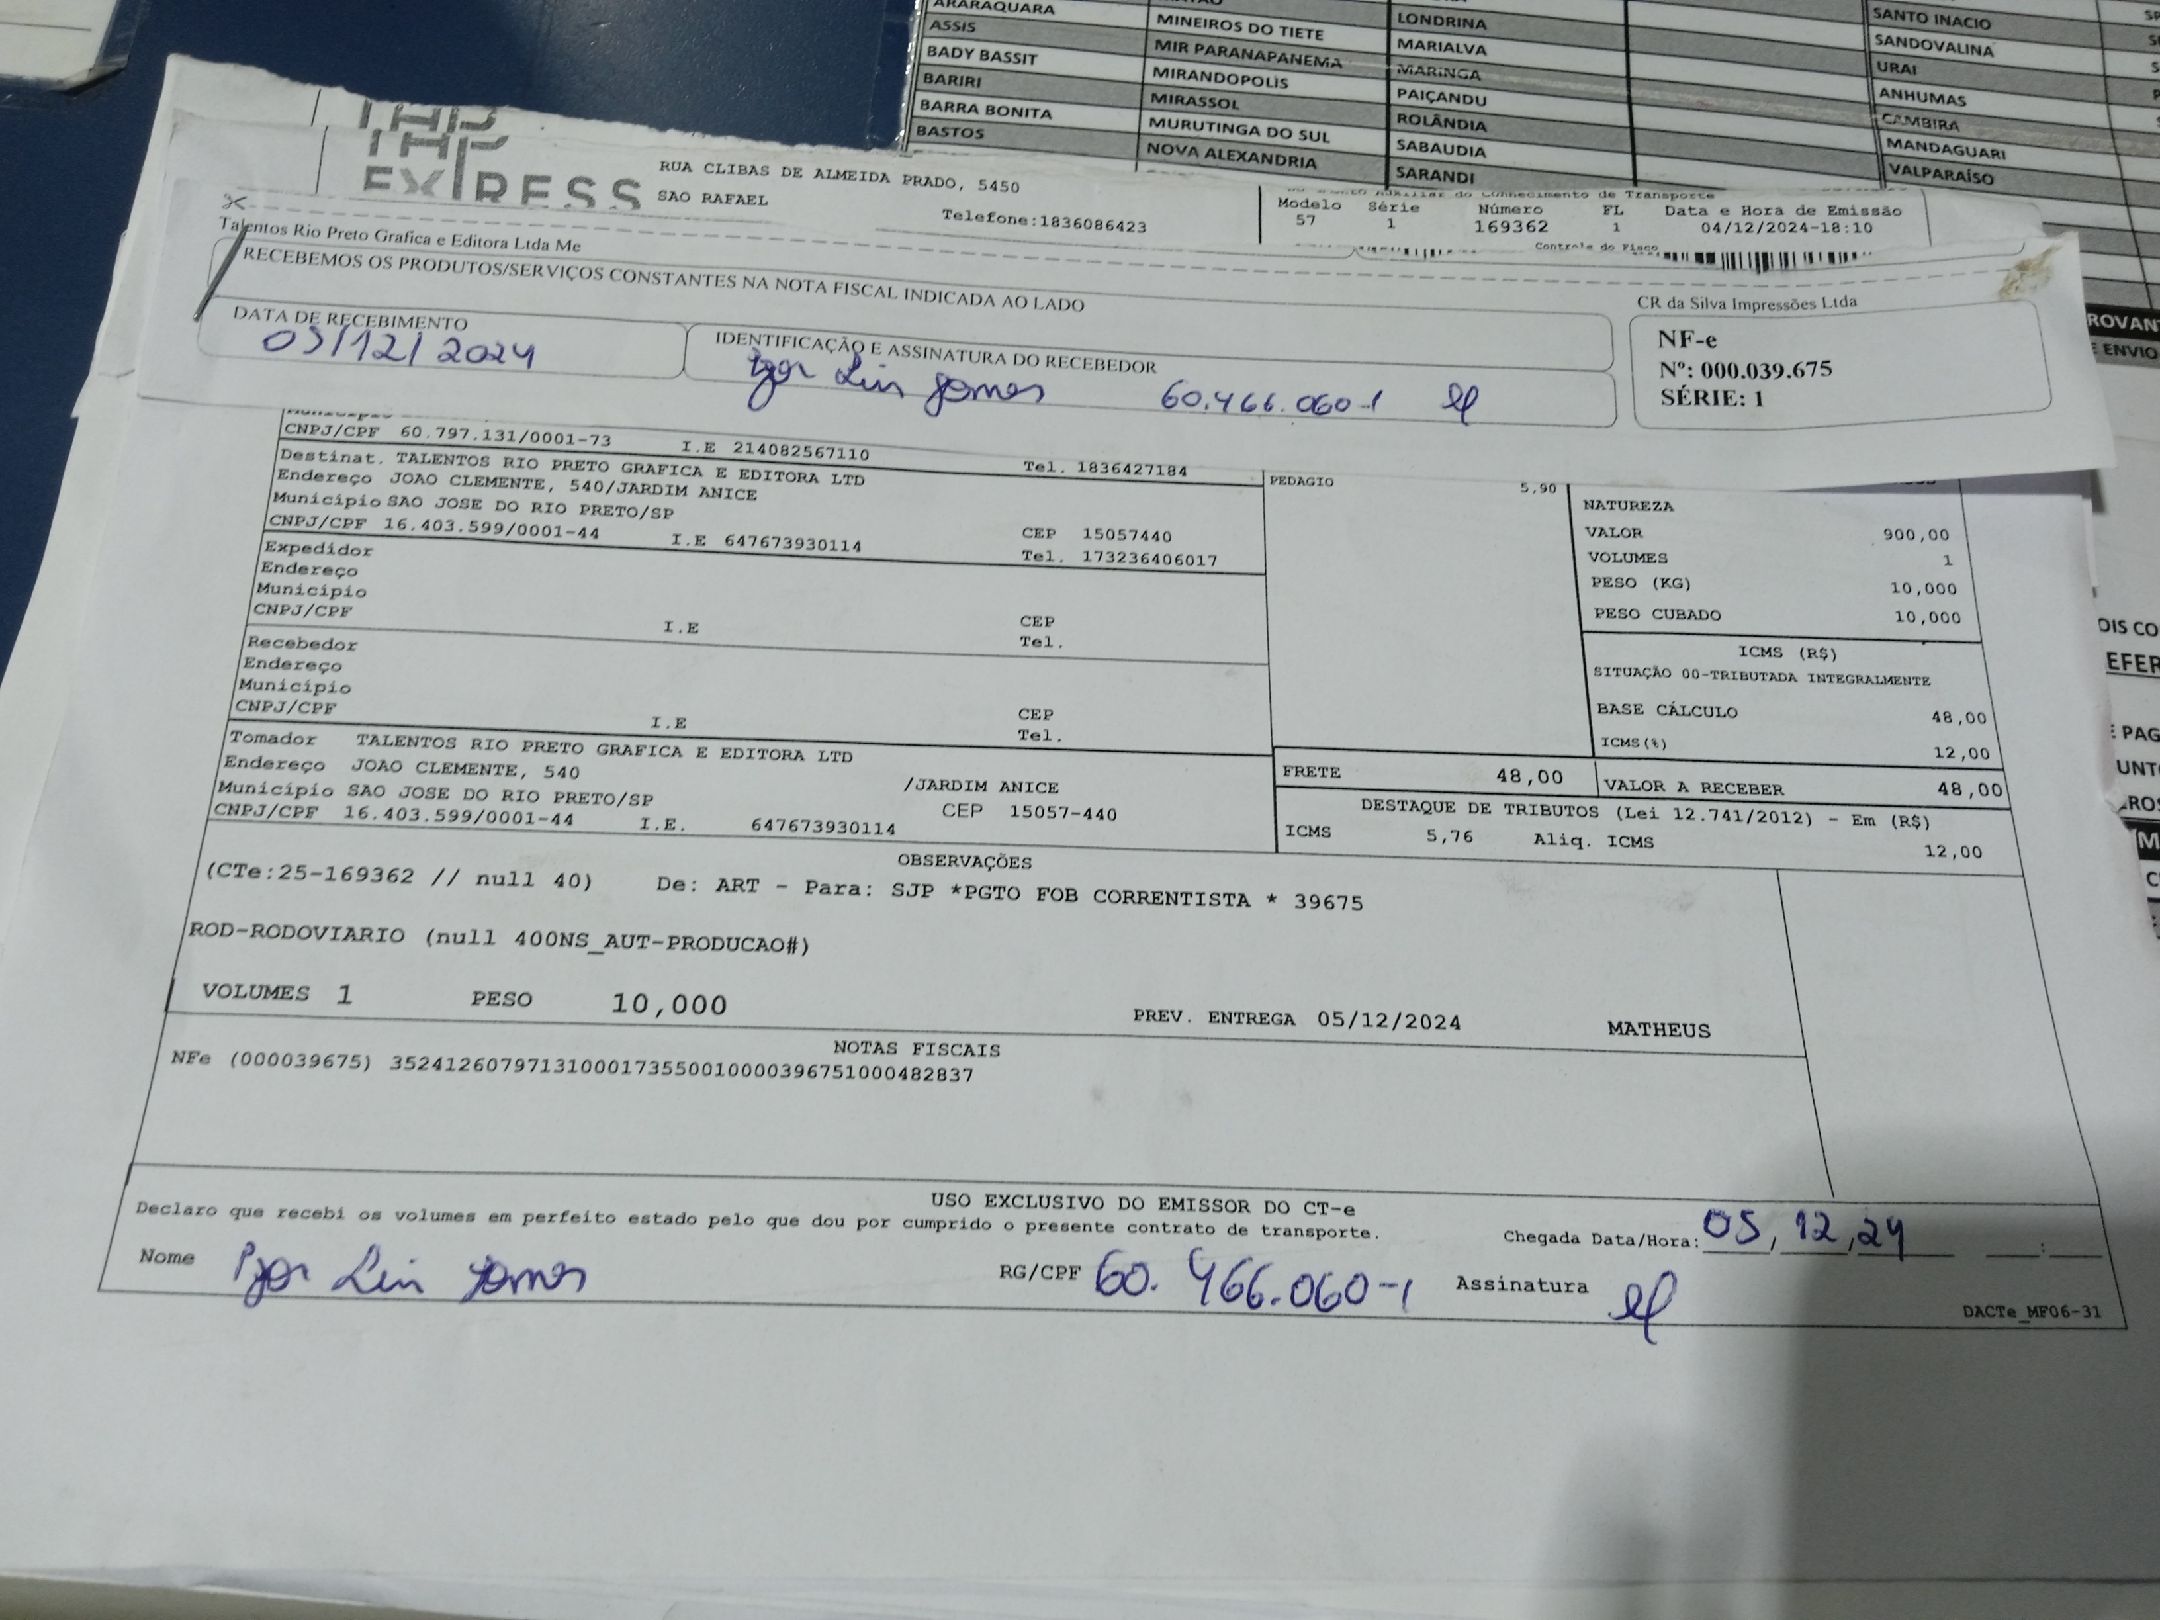 ARARAQUARA
ASSIS MINEIROS DO TIETE LONDRINA SANTO INACIO
BADY BASSIT MIR PARANAPANEMA MARIALVA SANDOVALINA
BARIRI MIRANDOPOLIS MARINGA URAI
BARRA BONITA MIRASSOL PAIÇANDU ANHUMAS
BASTOS MURUTINGA DO SUL ROLÂNDIA CAMBIRA
NOVA ALEXANDRIA SABAUDIA MANDAGUARI
SARANDI VALPARAÍSO
EXPRESS
RUA CLIBAS DE ALMEIDA PRADO, 5450
SAO RAFAEL
Telefone:1836086423
Auxiliar do Conhecimento de Transporte
Modelo Série Número FL Data e Hora de Emissão
57 1 169362 1 04/12/2024-18:10
Controle do Fisco
Talentos Rio Preto Grafica e Editora Ltda Me
RECEBEMOS OS PRODUTOS/SERVIÇOS CONSTANTES NA NOTA FISCAL INDICADA AO LADO
CR da Silva Impressões Ltda
DATA DE RECEBIMENTO IDENTIFICAÇÃO E ASSINATURA DO RECEBEDOR
05/12/2024 60.466.060-1
NF-e
Nº: 000.039.675
SÉRIE: 1
Município
CNPJ/CPF 60.797.131/0001-73 I.E 214082567110 Tel. 1836427184
Destinat. TALENTOS RIO PRETO GRAFICA E EDITORA LTD
Endereço JOAO CLEMENTE, 540/JARDIM ANICE
Município SAO JOSE DO RIO PRETO/SP CEP 15057440
CNPJ/CPF 16.403.599/0001-44 I.E 647673930114 Tel. 173236406017
Expedidor
Endereço
Município CEP
CNPJ/CPF I.E Tel.
Recebedor
Endereço
Município CEP
CNPJ/CPF I.E Tel.
Tomador TALENTOS RIO PRETO GRAFICA E EDITORA LTD
Endereço JOAO CLEMENTE, 540 /JARDIM ANICE
Município SAO JOSE DO RIO PRETO/SP CEP 15057-440
CNPJ/CPF 16.403.599/0001-44 I.E. 647673930114
PEDAGIO 5,90
NATUREZA
VALOR 900,00
VOLUMES 1
PESO (KG) 10,000
PESO CUBADO 10,000
ICMS (R$)
SITUAÇÃO 00-TRIBUTADA INTEGRALMENTE
BASE CÁLCULO 48,00
ICMS(%) 12,00
FRETE 48,00 VALOR A RECEBER 48,00
DESTAQUE DE TRIBUTOS (Lei 12.741/2012) - Em (R$)
ICMS 5,76 Aliq. ICMS 12,00
OBSERVAÇÕES
(CTe:25-169362 // null 40) De: ART - Para: SJP *PGTO FOB CORRENTISTA * 39675
ROD-RODOVIARIO (null 400NS_AUT-PRODUCAO#)
VOLUMES 1 PESO 10,000 PREV. ENTREGA 05/12/2024 MATHEUS
NOTAS FISCAIS
NFe (000039675) 35241260797131000173550010000396751000482837
USO EXCLUSIVO DO EMISSOR DO CT-e
Declaro que recebi os volumes em perfeito estado pelo que dou por cumprido o presente contrato de transporte.
Chegada Data/Hora: 05, 12, 24 :
Nome RG/CPF 60.466.060-1 Assinatura
DACTe_MF06-31
ENVIO